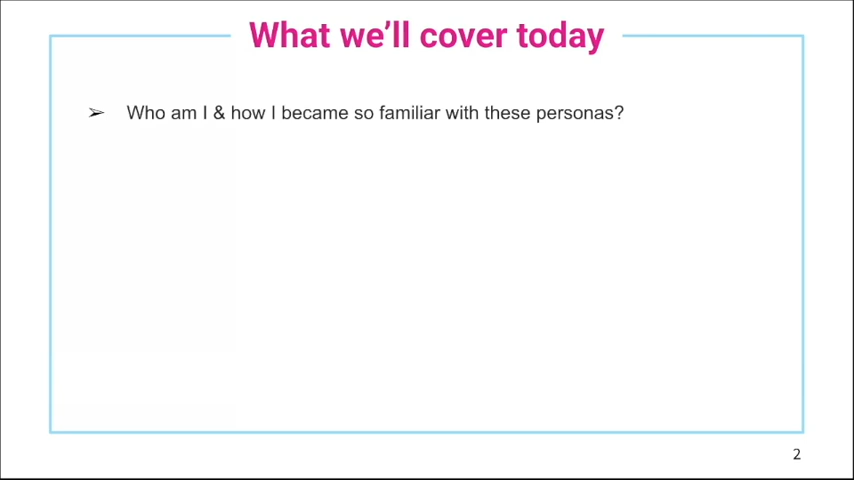 What we’ll cover today
➢ Who am I & how I became so familiar with these personas?
2